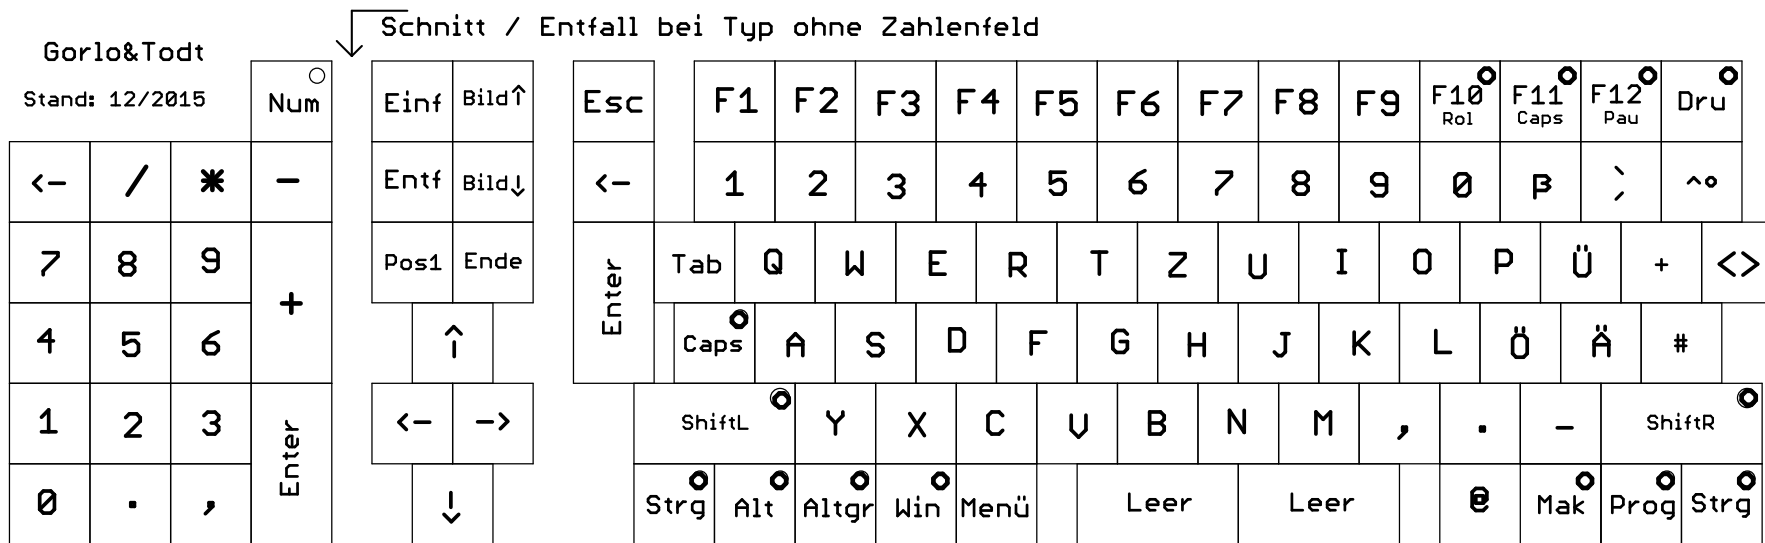 Schnitt / Entfall bei Typ ohne Zahlenfeld
Gorlo&Todt
Stand: 12/2015
Num Einf Bild↑ Esc F1 F2 F3 F4 F5 F6 F7 F8 F9 F10 Rol F11 Caps F12 Pau Dru
<- / * - Entf Bild↓ <- 1 2 3 4 5 6 7 8 9 0 β ` ´ ^°
7 8 9 + Pos1 Ende Enter Tab Q W E R T Z U I O P Ü + <>
4 5 6 ↑ Caps A S D F G H J K L Ö Ä #
1 2 3 Enter <- -> ShiftL Y X C V B N M , . - ShiftR
0 . , ↓ Strg Alt Altgr Win Menü Leer Leer @ Mak Prog Strg